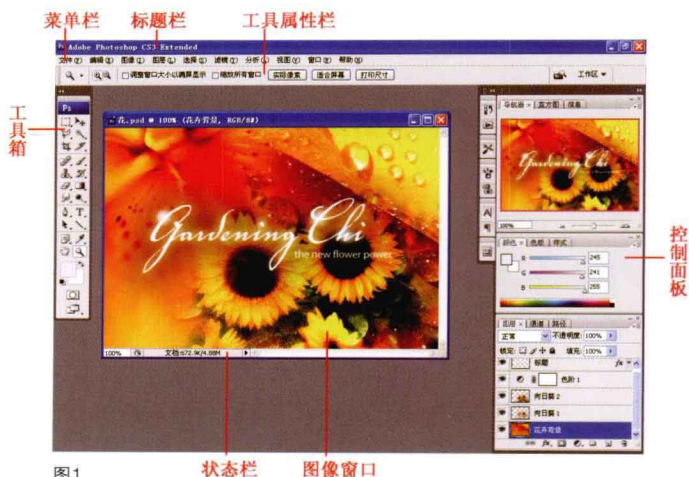 菜单栏 标题栏 工具属性栏
Adobe Photoshop CS3 Extended
文件(F) 编辑(E) 图像(I) 图层(L) 选择(S) 滤镜(T) 分析(A) 视图(V) 窗口(W) 帮助(H)
调整窗口大小以满屏显示 缩放所有窗口 实际像素 适合屏幕 打印尺寸 工作区
工具箱
Ps
花.psd @ 100% (花卉背景, RGB/8#)
Gardening Chi
the new flower power
100% 文档:672.9K/4.88M
导航器 × 直方图 信息
Gardening Chi
100%
颜色 × 色板 样式
R 245
G 241
B 255
控制面板
图层 × 通道 路径
正常 不透明度: 100%
锁定: 填充: 100%
标题 fx
色阶 1
向日葵 2
向日葵 1
花卉背景
图1 状态栏 图像窗口